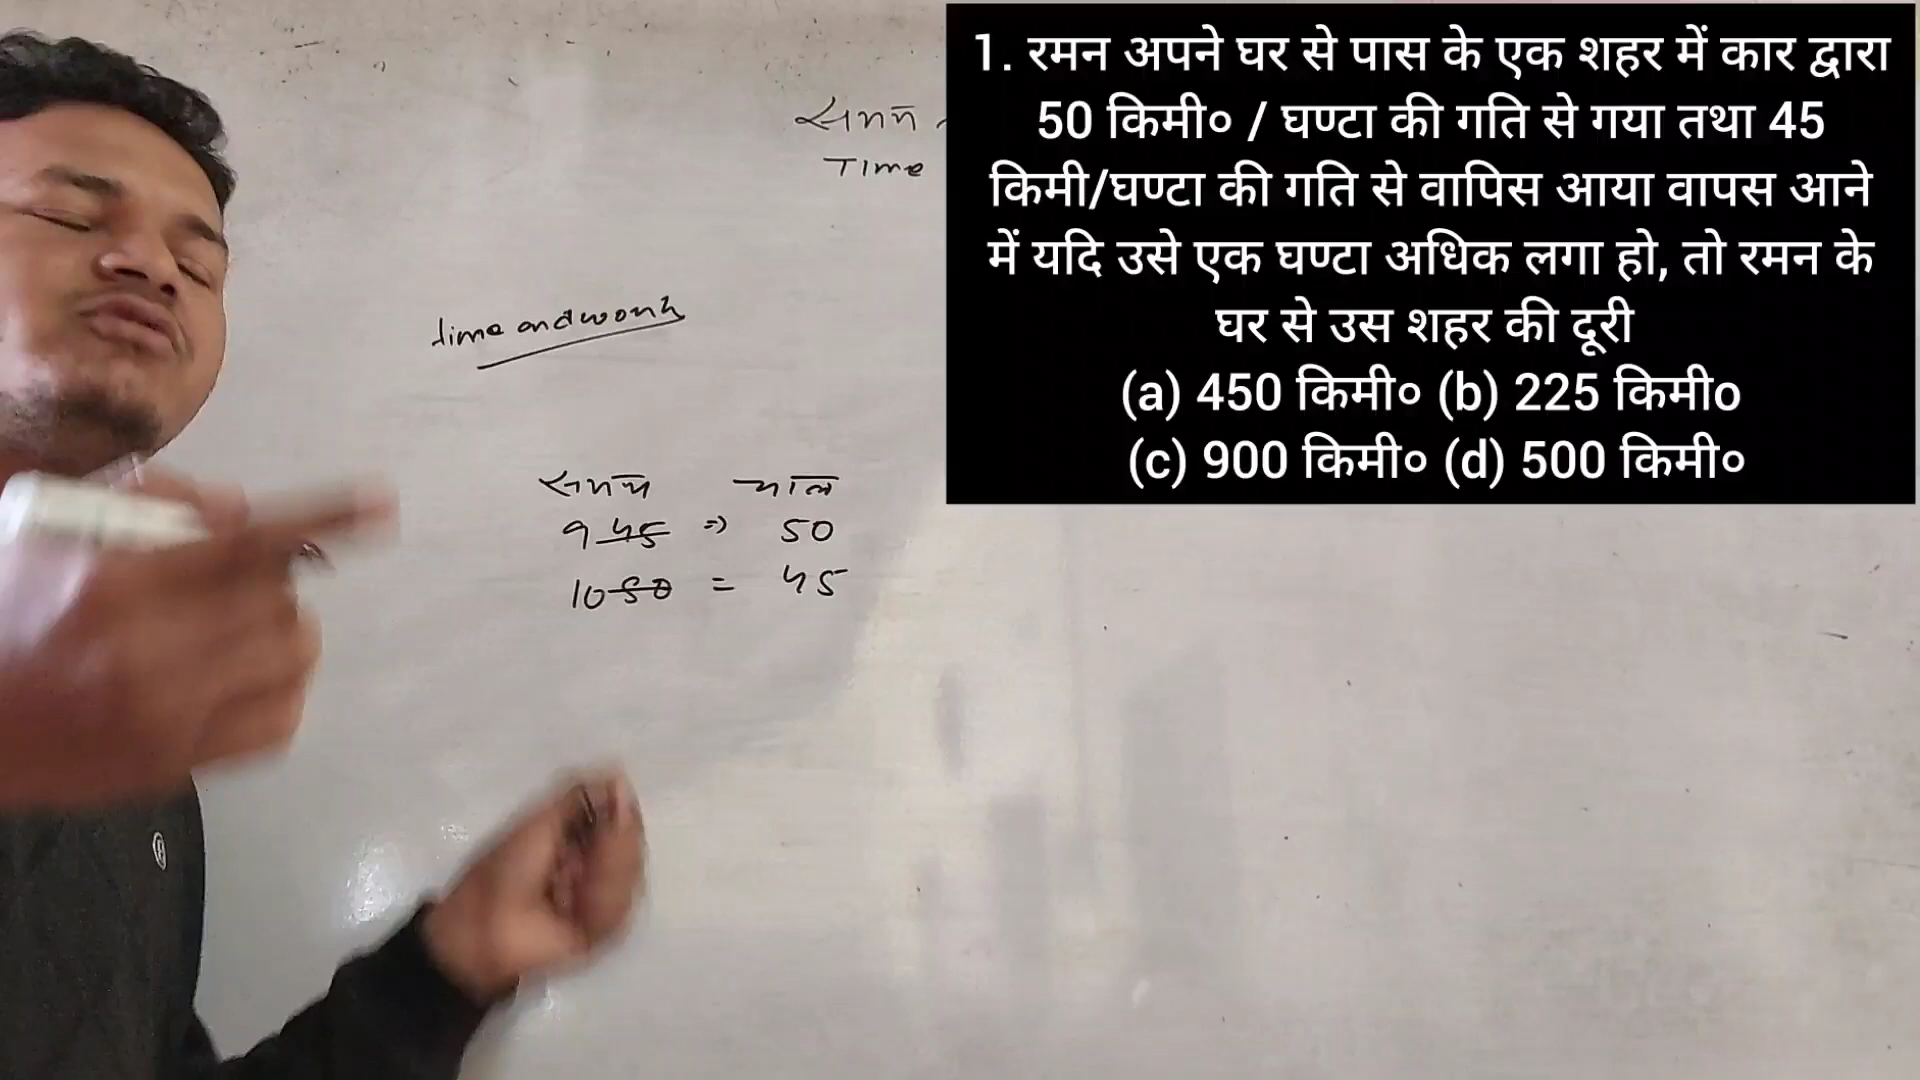 1. रमन अपने घर से पास के एक शहर में कार द्वारा
50 किमी० / घण्टा की गति से गया तथा 45
किमी/घण्टा की गति से वापिस आया वापस आने
में यदि उसे एक घण्टा अधिक लगा हो, तो रमन के
घर से उस शहर की दूरी
(a) 450 किमी० (b) 225 किमीo
(c) 900 किमी० (d) 500 किमी०
समय
Time
time and work
समय चाल
9 45 => 50
10 50 = 45